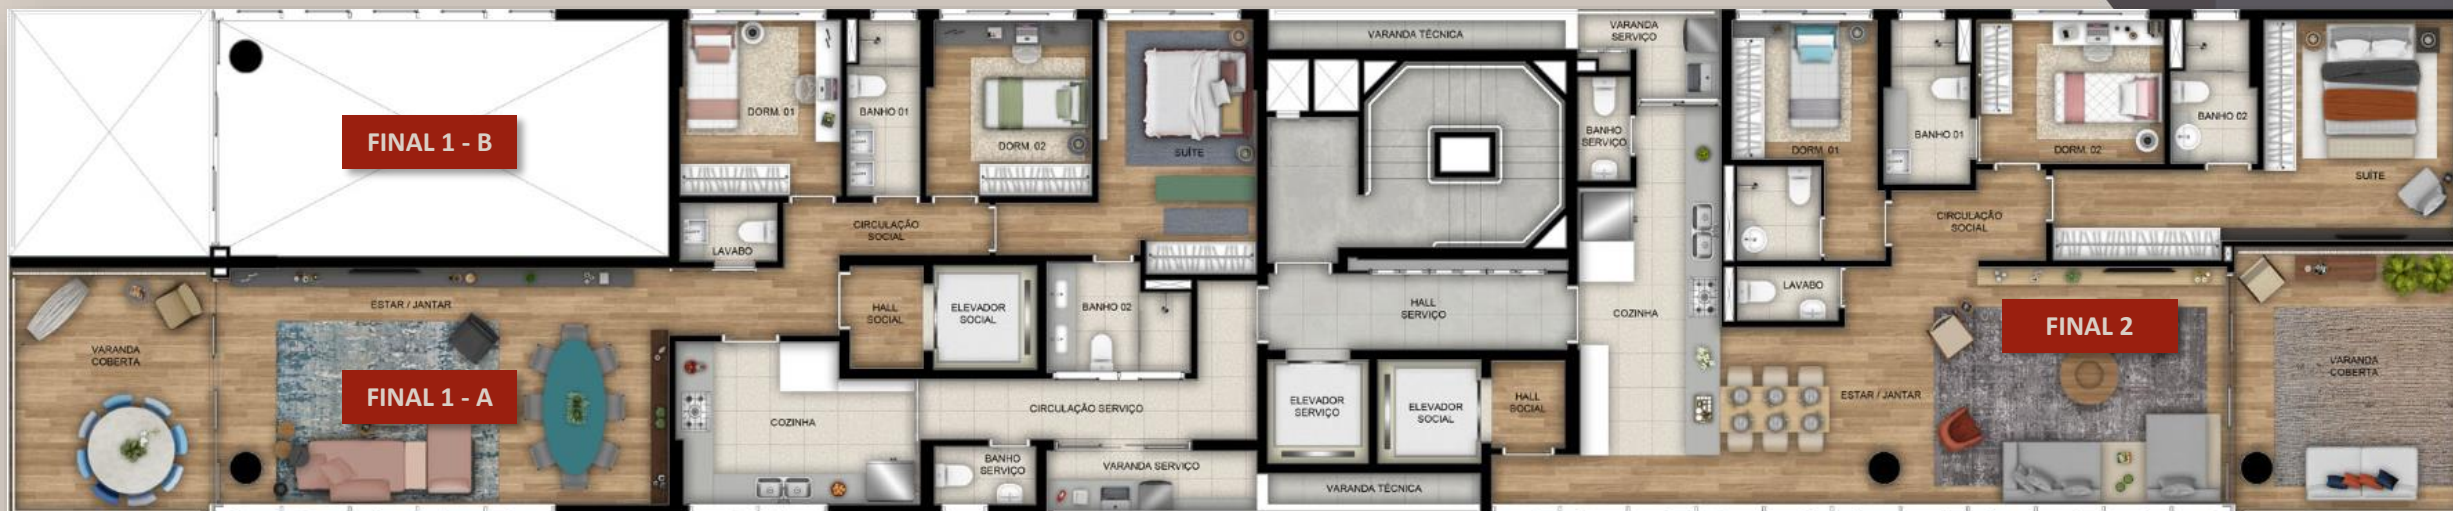 FINAL 1 - B
DORM. 01
BANHO 01
DORM. 02
SUÍTE
LAVABO
CIRCULAÇÃO
SOCIAL
VARANDA
COBERTA
ESTAR / JANTAR
FINAL 1 - A
HALL
SOCIAL
ELEVADOR
SOCIAL
BANHO 02
COZINHA
CIRCULAÇÃO SERVIÇO
BANHO
SERVIÇO
VARANDA SERVIÇO
VARANDA TÉCNICA
VARANDA
SERVIÇO
BANHO
SERVIÇO
HALL
SERVIÇO
COZINHA
ELEVADOR
SERVIÇO
ELEVADOR
SOCIAL
HALL
SOCIAL
VARANDA TÉCNICA
DORM. 01
BANHO 01
DORM. 02
BANHO 02
SUÍTE
CIRCULAÇÃO
SOCIAL
LAVABO
FINAL 2
ESTAR / JANTAR
VARANDA
COBERTA